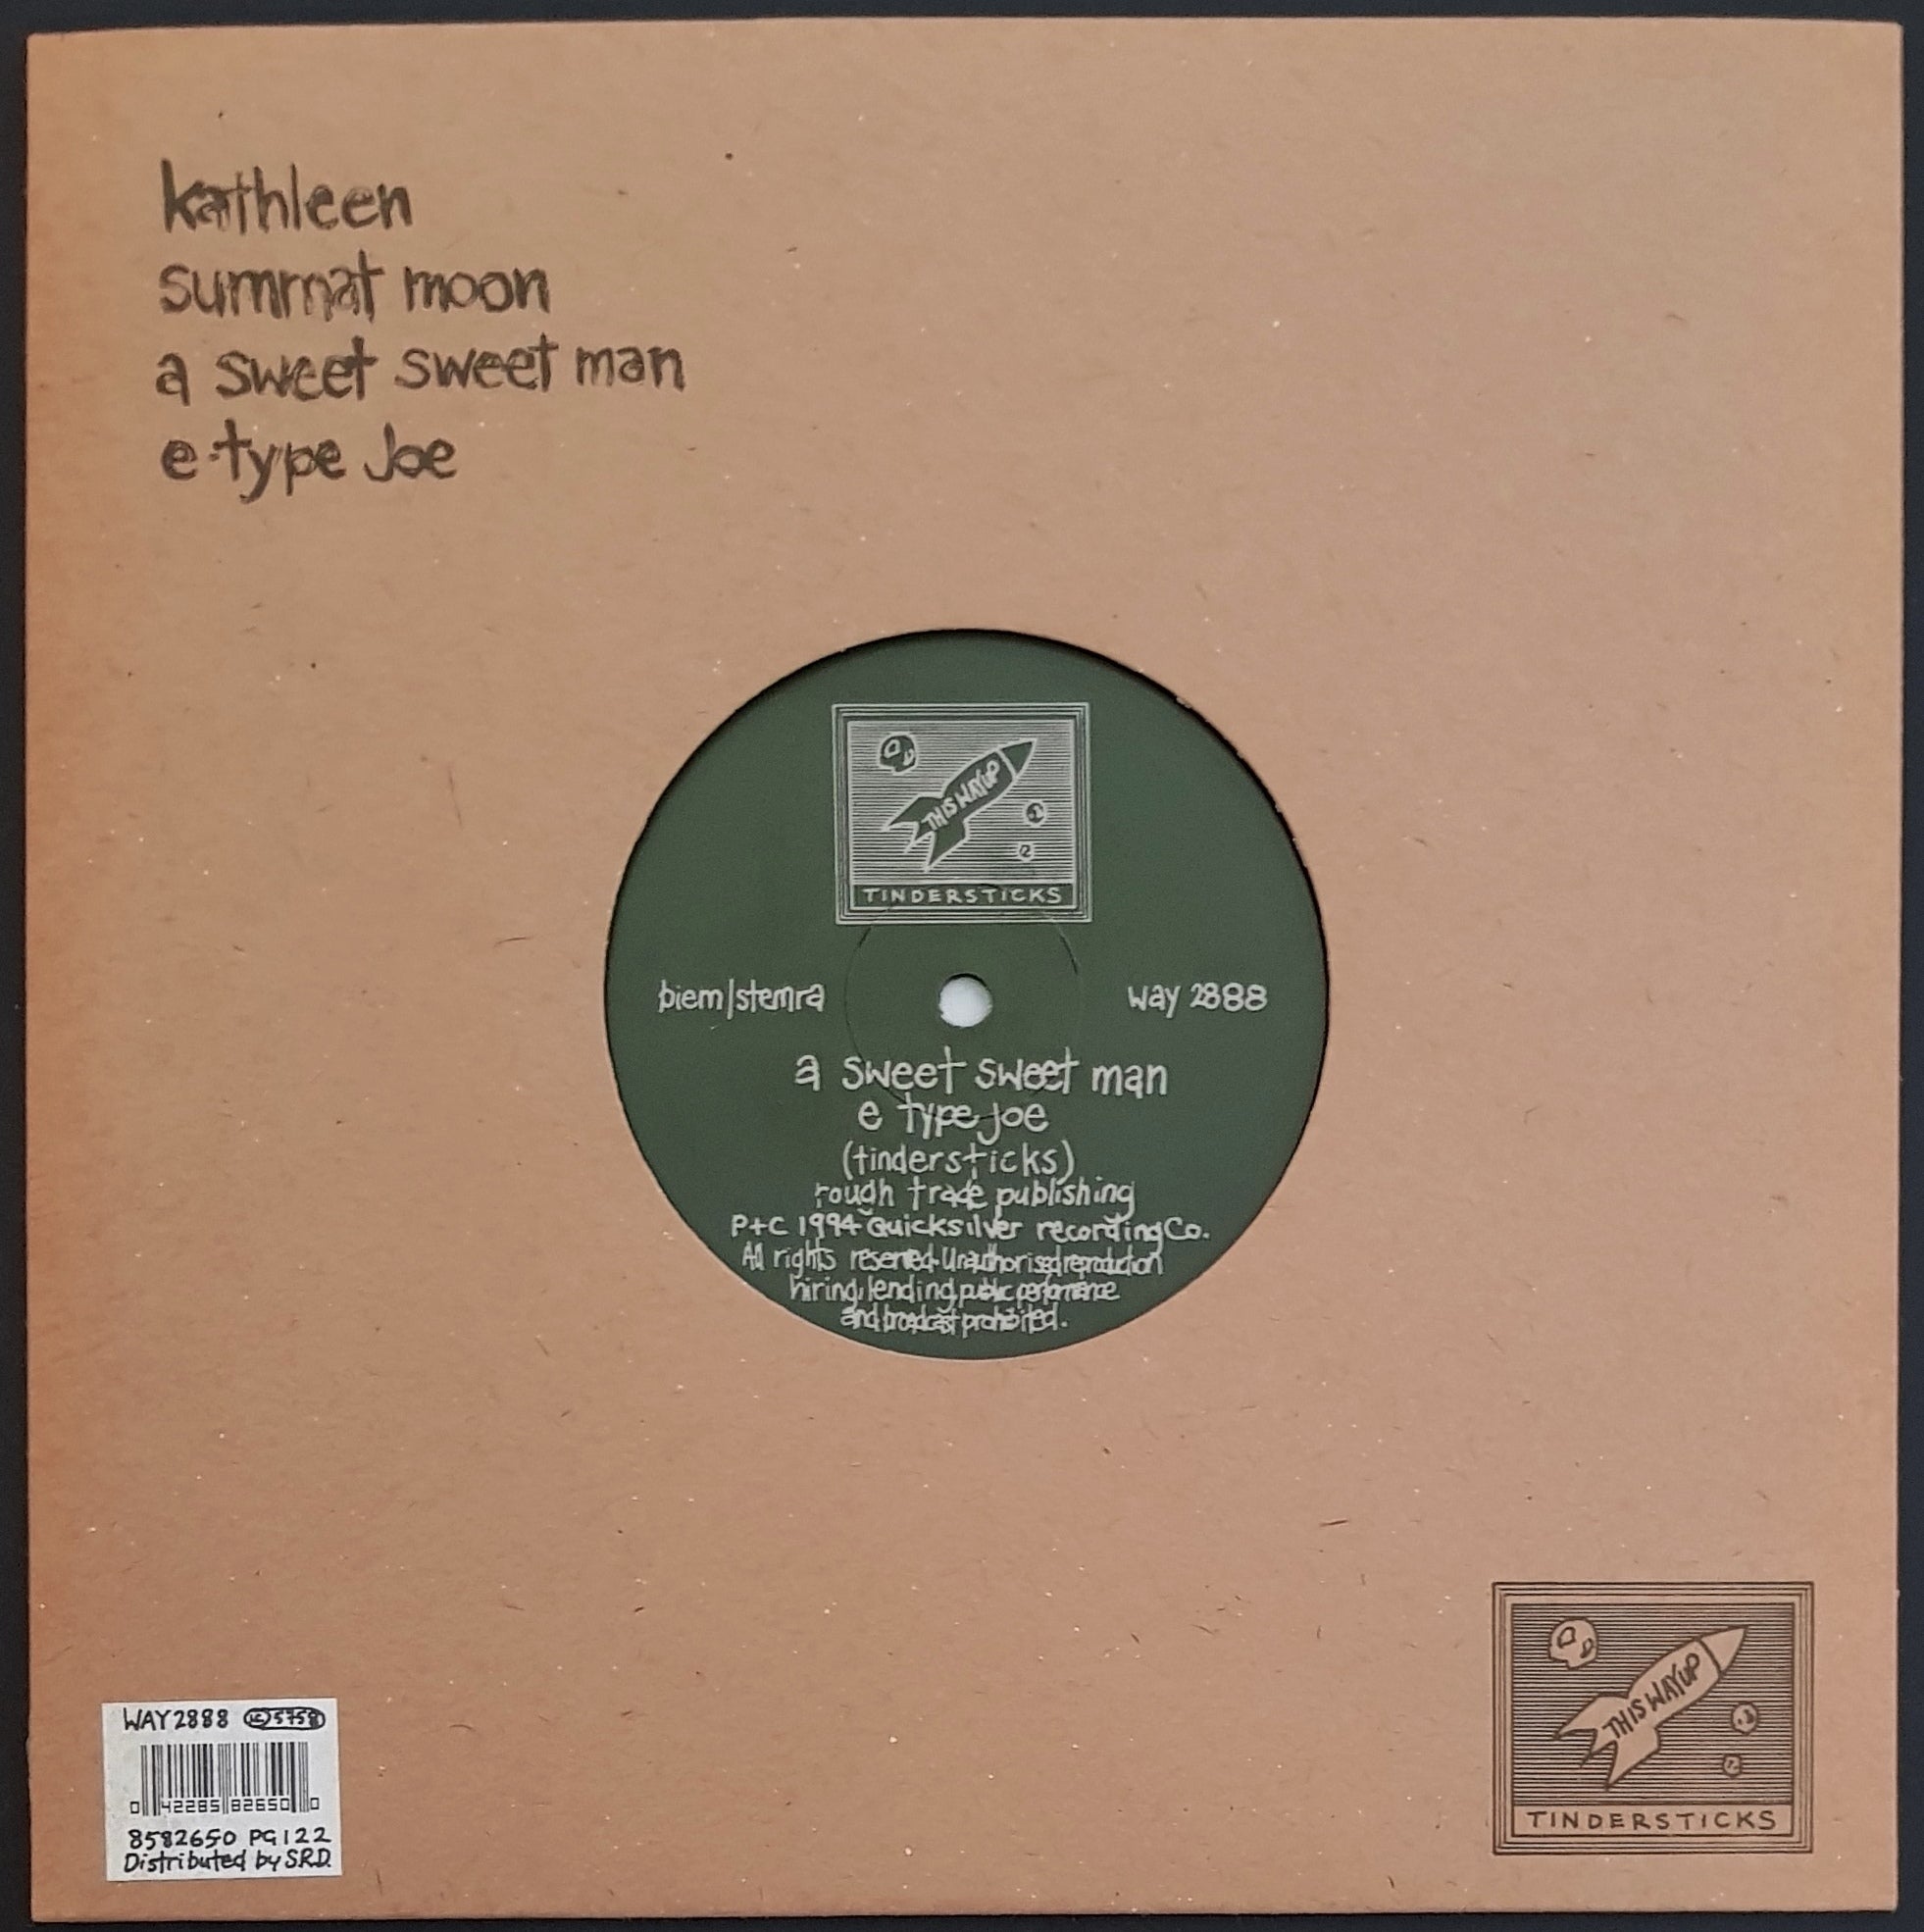 kathleen
summat moon
a sweet sweet man
e-type Joe
THIS WAY UP
TINDERSTICKS
biem/stemra
way 2888
a sweet sweet man
e type joe
(tindersticks)
rough trade publishing
P+C 1994 Quicksilver recording Co.
All rights reserved. Unauthorised reproduction
hiring, lending, public performance
and broadcast prohibited.
WAY2888 LC 5758
0 42285 82650 0
8582650 PG122
Distributed by S.R.D.
THIS WAY UP
TINDERSTICKS